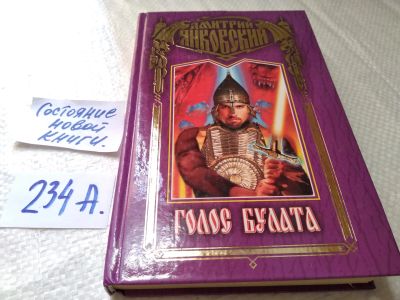 ДМИТРИЙ
ЯНКОВСКИЙ
ГОЛОС БУЛАТА
Состояние
новой
книги.
234 А.